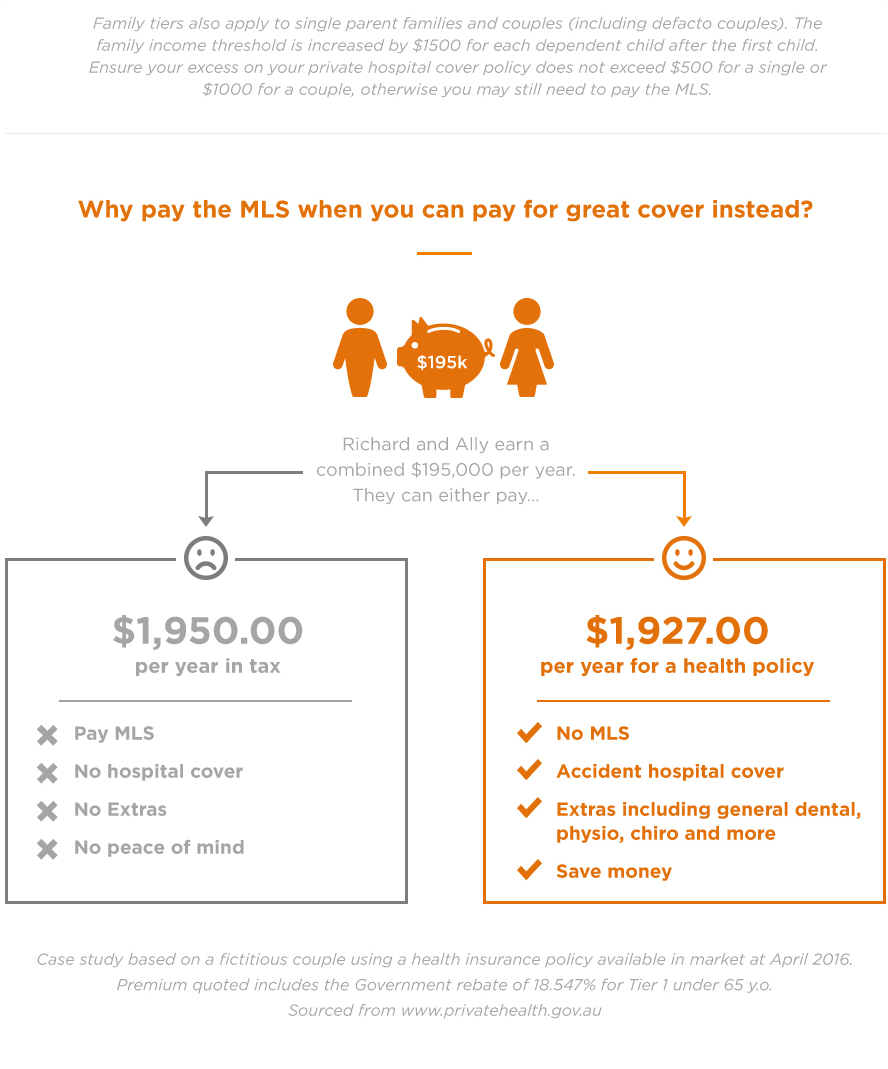 Family tiers also apply to single parent families and couples (including defacto couples). The
family income threshold is increased by $1500 for each dependent child after the first child.
Ensure your excess on your private hospital cover policy does not exceed $500 for a single or
$1000 for a couple, otherwise you may still need to pay the MLS.
Why pay the MLS when you can pay for great cover instead?
$195k
Richard and Ally earn a
combined $195,000 per year.
They can either pay...
$1,950.00
per year in tax
Pay MLS
No hospital cover
No Extras
No peace of mind
$1,927.00
per year for a health policy
No MLS
Accident hospital cover
Extras including general dental,
physio, chiro and more
Save money
Case study based on a fictitious couple using a health insurance policy available in market at April 2016.
Premium quoted includes the Government rebate of 18.547% for Tier 1 under 65 y.o.
Sourced from www.privatehealth.gov.au